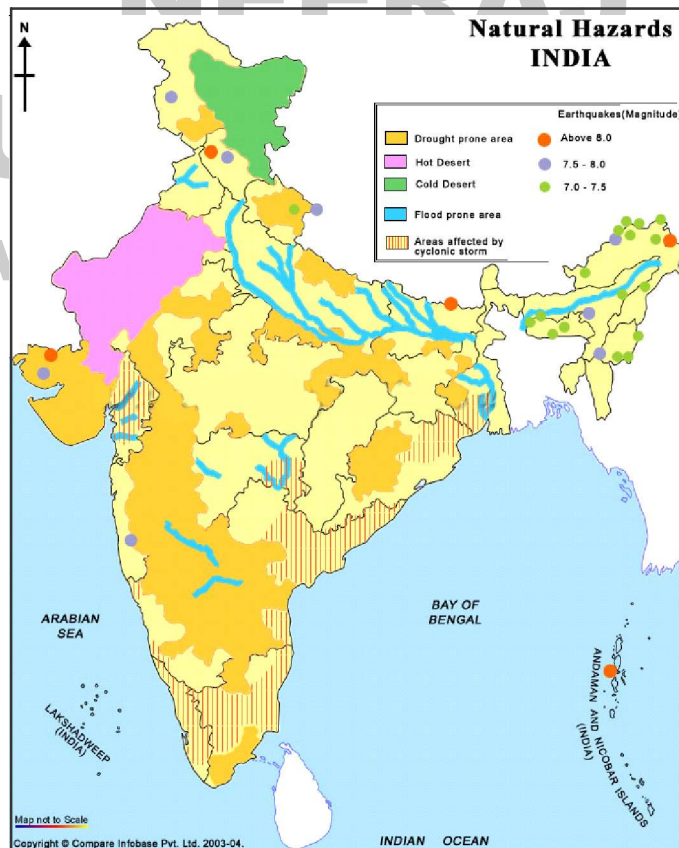 Natural Hazards
INDIA
N
Earthquakes(Magnitude)
Drought prone area
Above 8.0
Hot Desert
7.5 - 8.0
Cold Desert
7.0 - 7.5
Flood prone area
Areas affected by
cyclonic storm
ARABIAN
SEA
BAY OF
BENGAL
LAKSHADWEEP
(INDIA)
ANDAMAN AND NICOBAR ISLANDS
(INDIA)
Map not to Scale
Copyright © Compare Infobase Pvt. Ltd. 2003-04.
INDIAN OCEAN